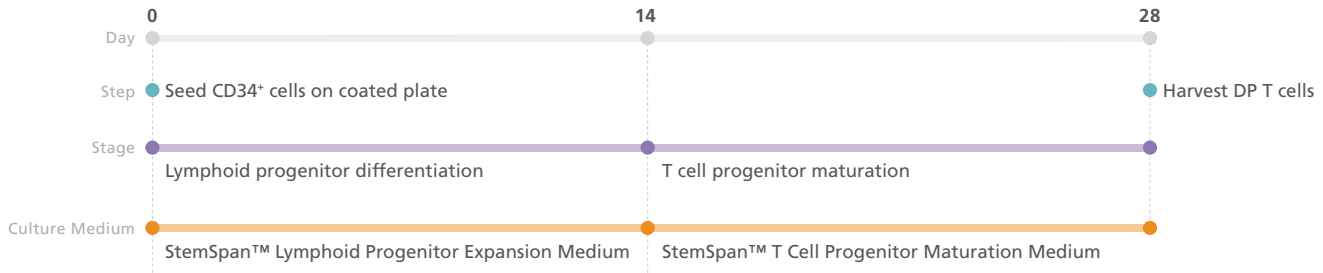 0 14 28
Day
Step Seed CD34⁺ cells on coated plate Harvest DP T cells
Stage
Lymphoid progenitor differentiation T cell progenitor maturation
Culture Medium
StemSpan™ Lymphoid Progenitor Expansion Medium StemSpan™ T Cell Progenitor Maturation Medium